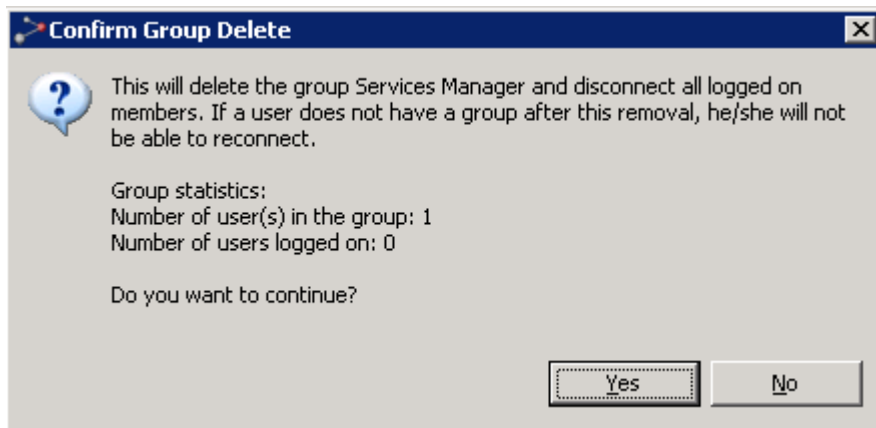 Confirm Group Delete
This will delete the group Services Manager and disconnect all logged on
members. If a user does not have a group after this removal, he/she will not
be able to reconnect.
Group statistics:
Number of user(s) in the group: 1
Number of users logged on: 0
Do you want to continue?
Yes No